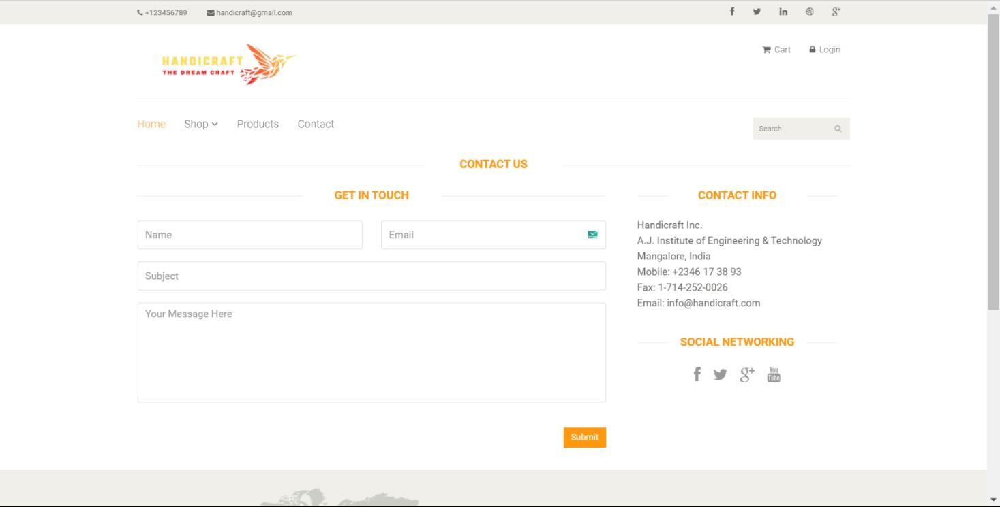 +123456789 handicraft@gmail.com
HANDICRAFT
THE DREAM CRAFT
Cart Login
Home Shop Products Contact
Search
CONTACT US
GET IN TOUCH
Name Email
Subject
Your Message Here
Submit
CONTACT INFO
Handicraft Inc.
A.J. Institute of Engineering & Technology
Mangalore, India
Mobile: +2346 17 38 93
Fax: 1-714-252-0026
Email: info@handicraft.com
SOCIAL NETWORKING
You
Tube